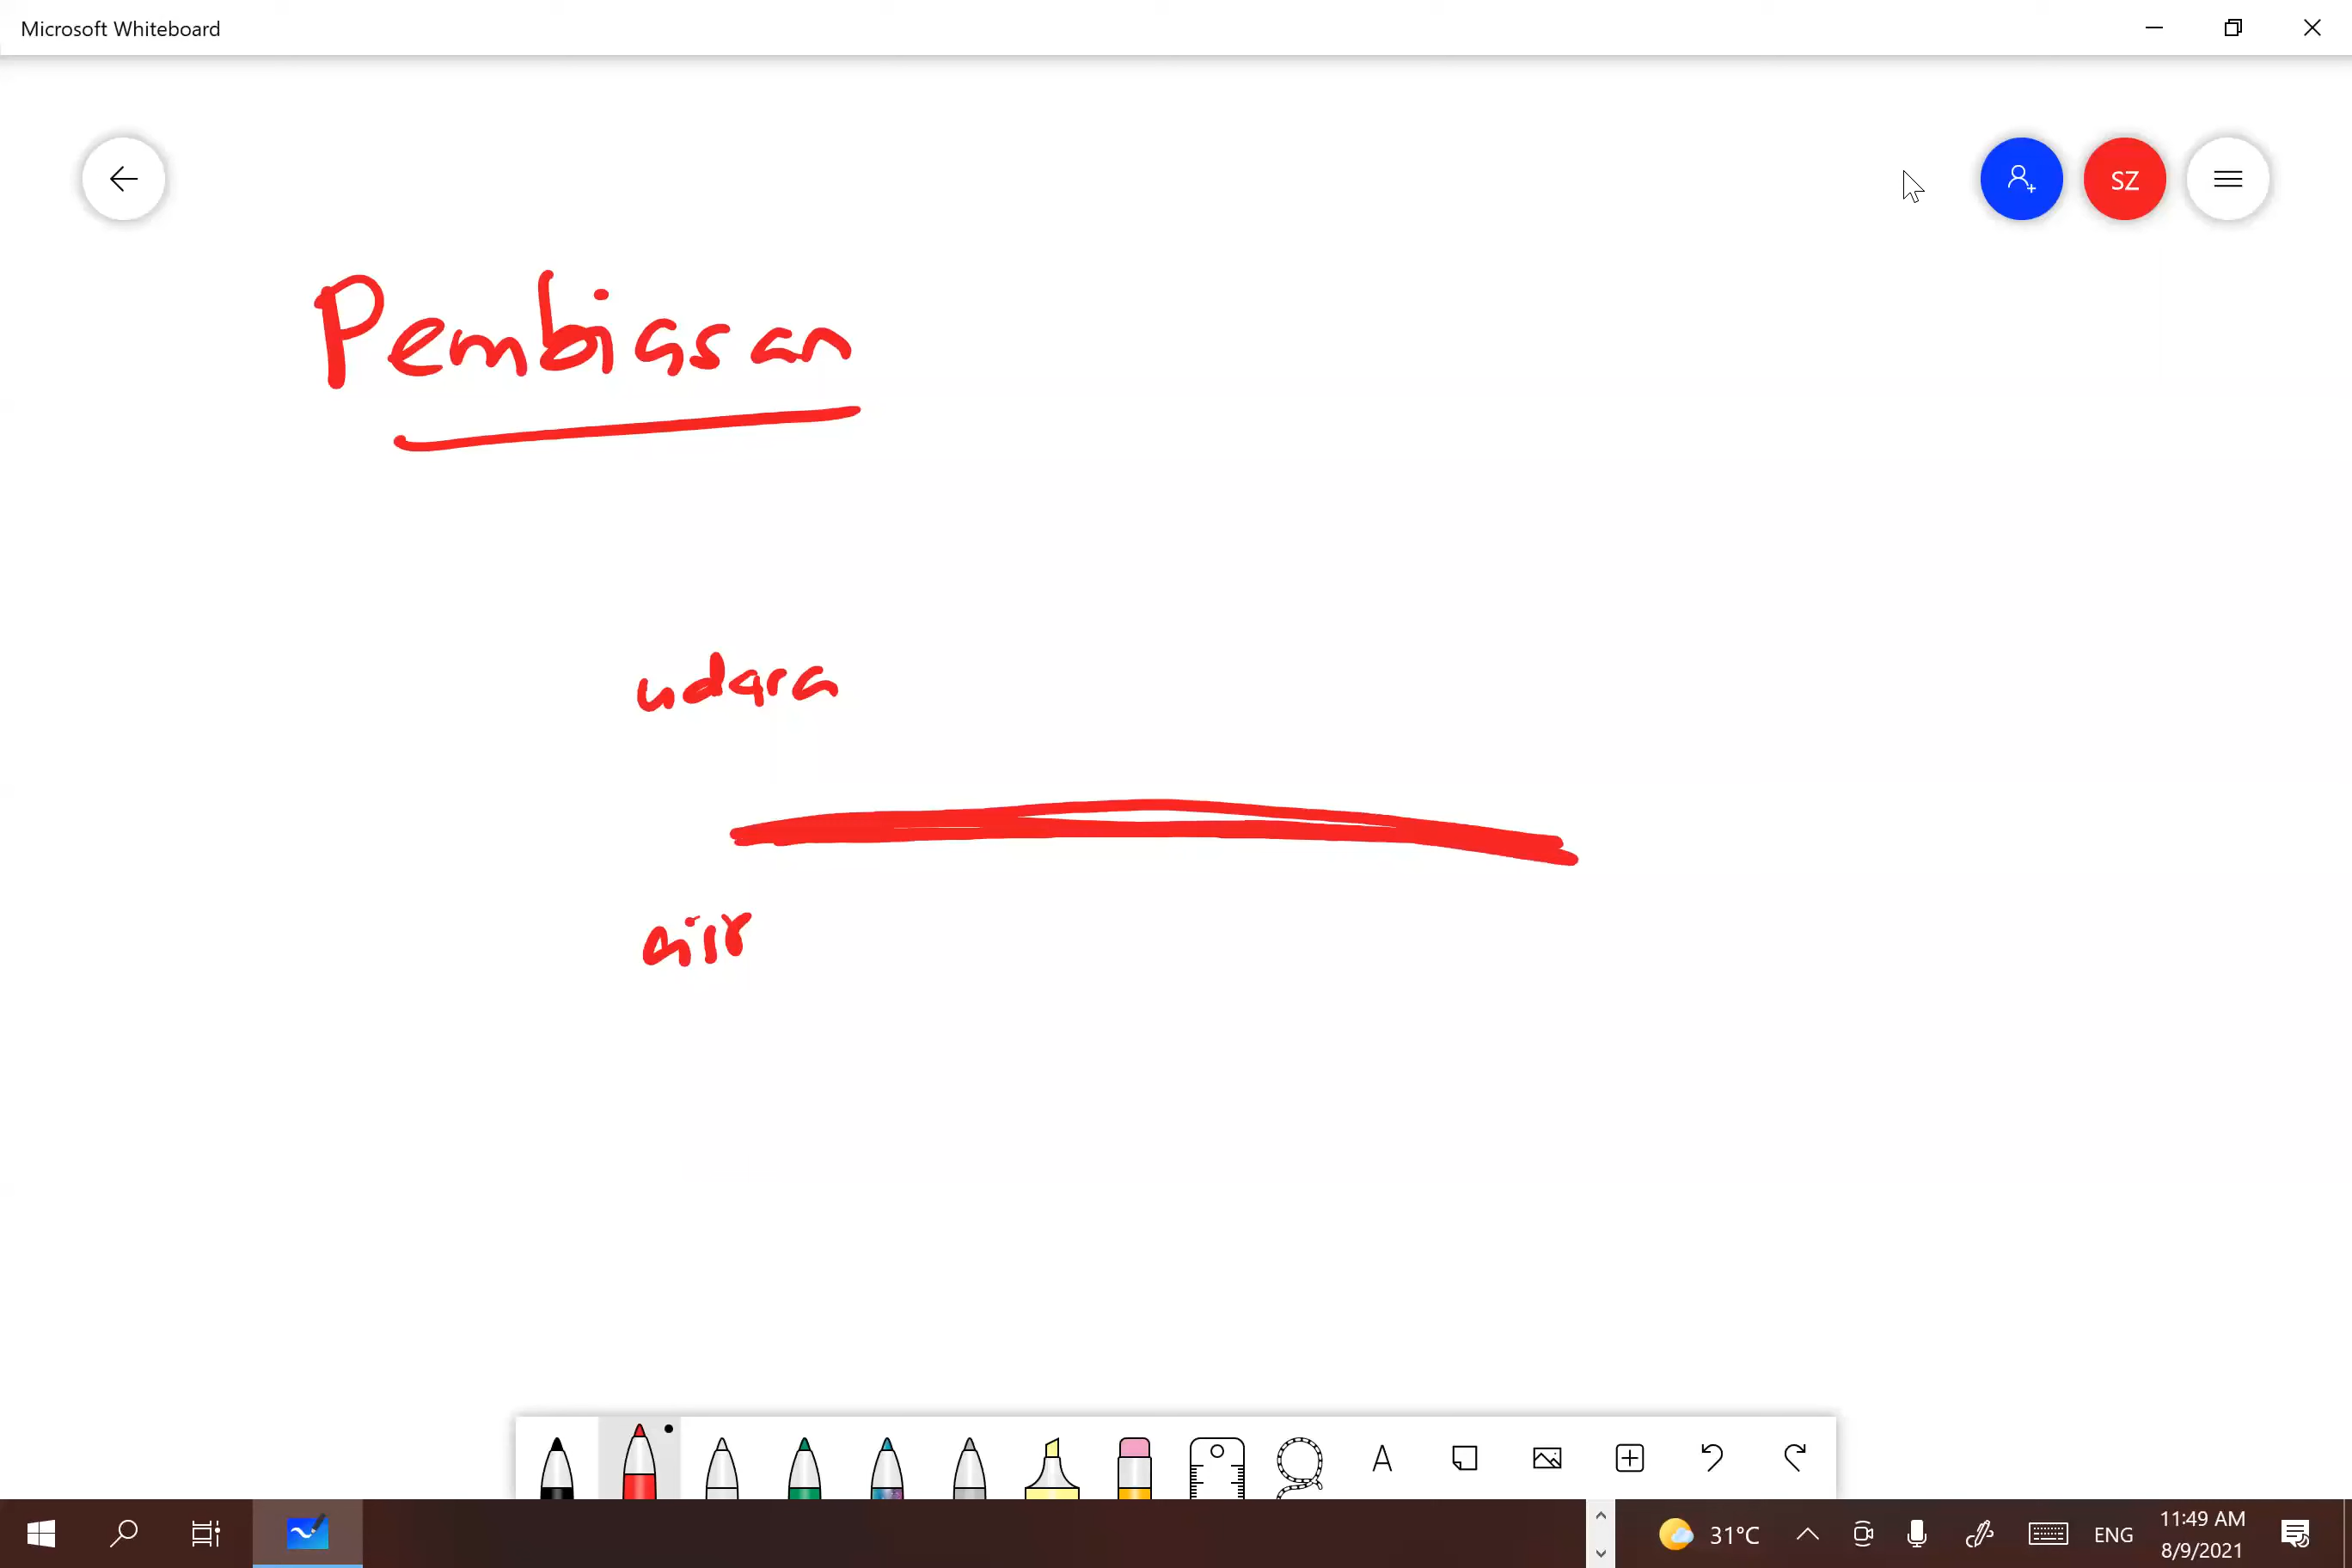 Microsoft Whiteboard
SZ
Pembiasan
udara
air
A
31°C
ENG
11:49 AM
8/9/2021